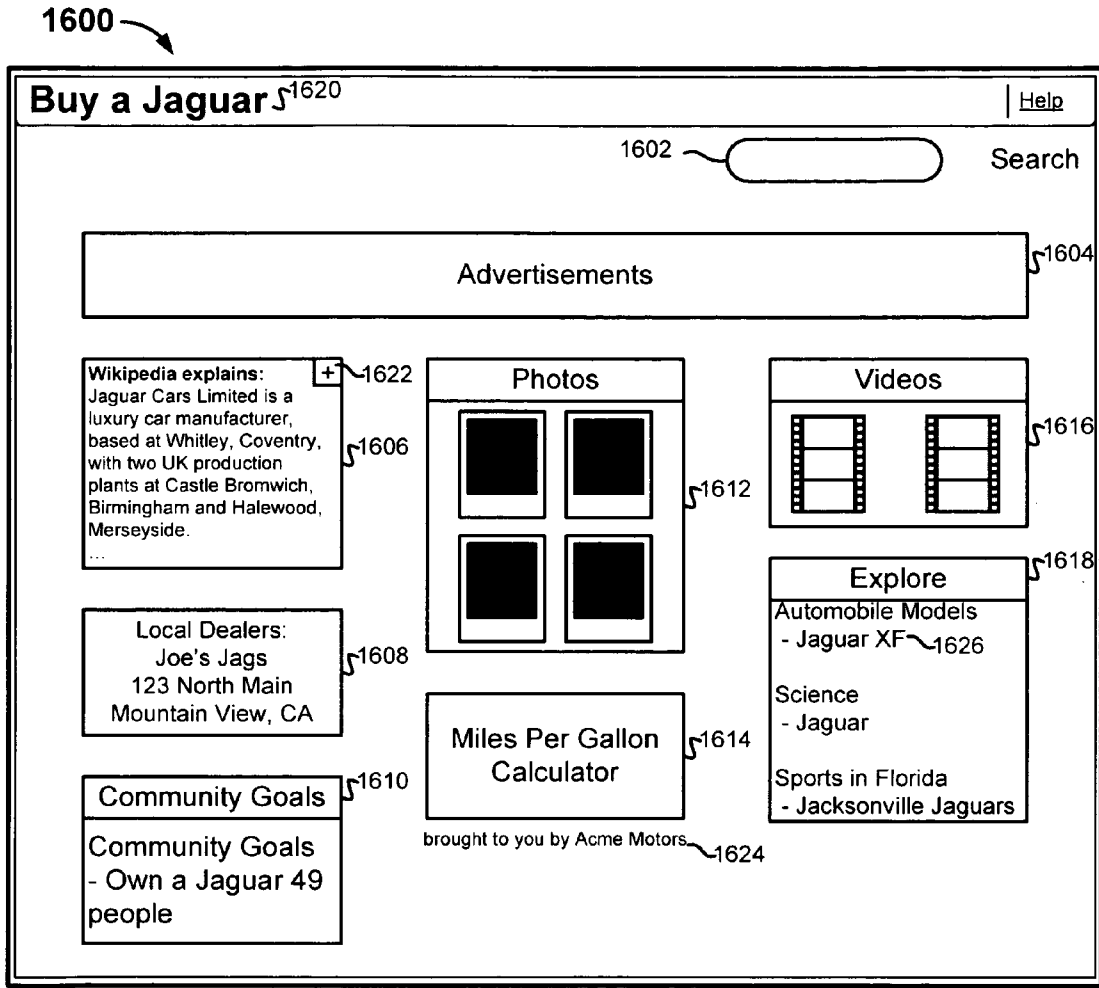 1600
Buy a Jaguar 1620
Help
1602
Search
Advertisements
1604
Wikipedia explains:
+
1622
Jaguar Cars Limited is a
luxury car manufacturer,
based at Whitley, Coventry,
with two UK production
plants at Castle Bromwich,
Birmingham and Halewood,
Merseyside.
...
1606
Local Dealers:
Joe's Jags
123 North Main
Mountain View, CA
1608
Community Goals
1610
Community Goals
- Own a Jaguar 49
people
Photos
1612
Miles Per Gallon
Calculator
1614
brought to you by Acme Motors
1624
Videos
1616
Explore
1618
Automobile Models
- Jaguar XF 1626
Science
- Jaguar
Sports in Florida
- Jacksonville Jaguars